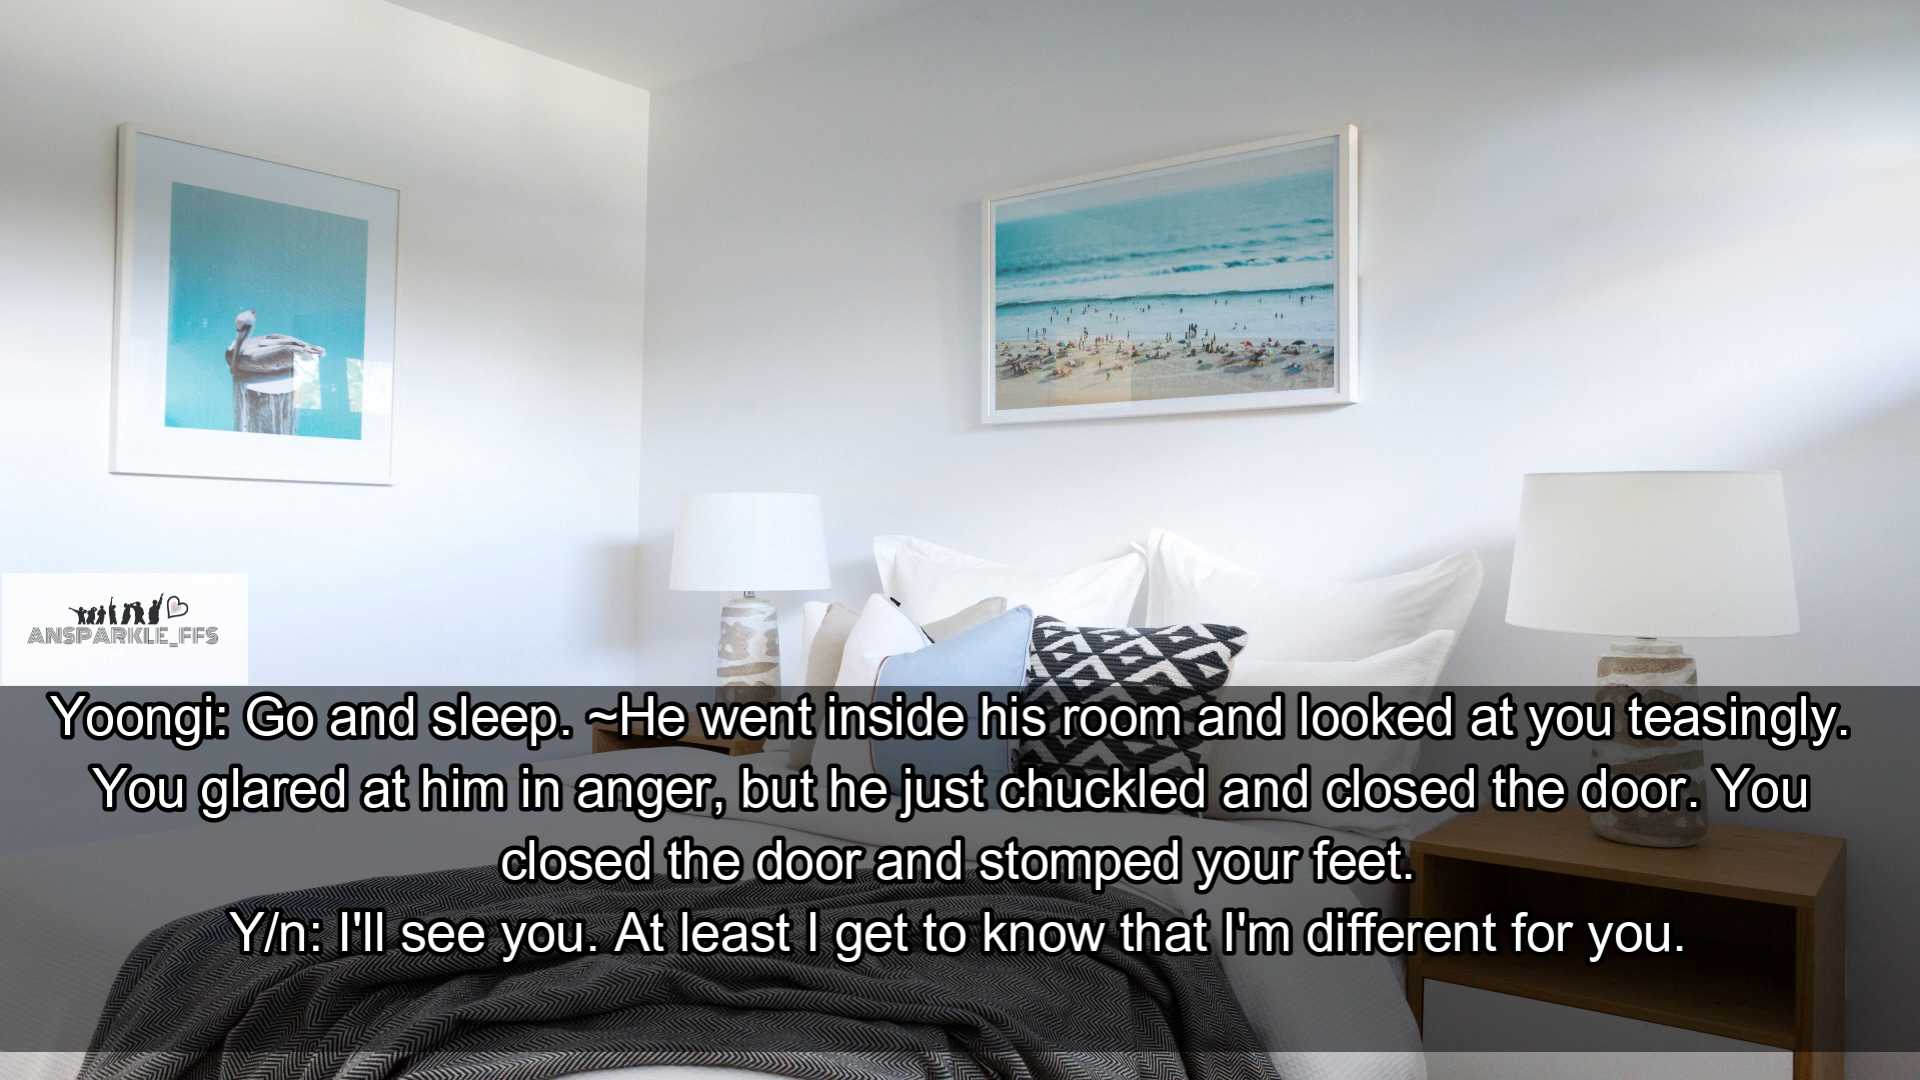 ANSPARKLE_FFS
Yoongi: Go and sleep. ~He went inside his room and looked at you teasingly.
You glared at him in anger, but he just chuckled and closed the door. You
closed the door and stomped your feet.
Y/n: I'll see you. At least I get to know that I'm different for you.